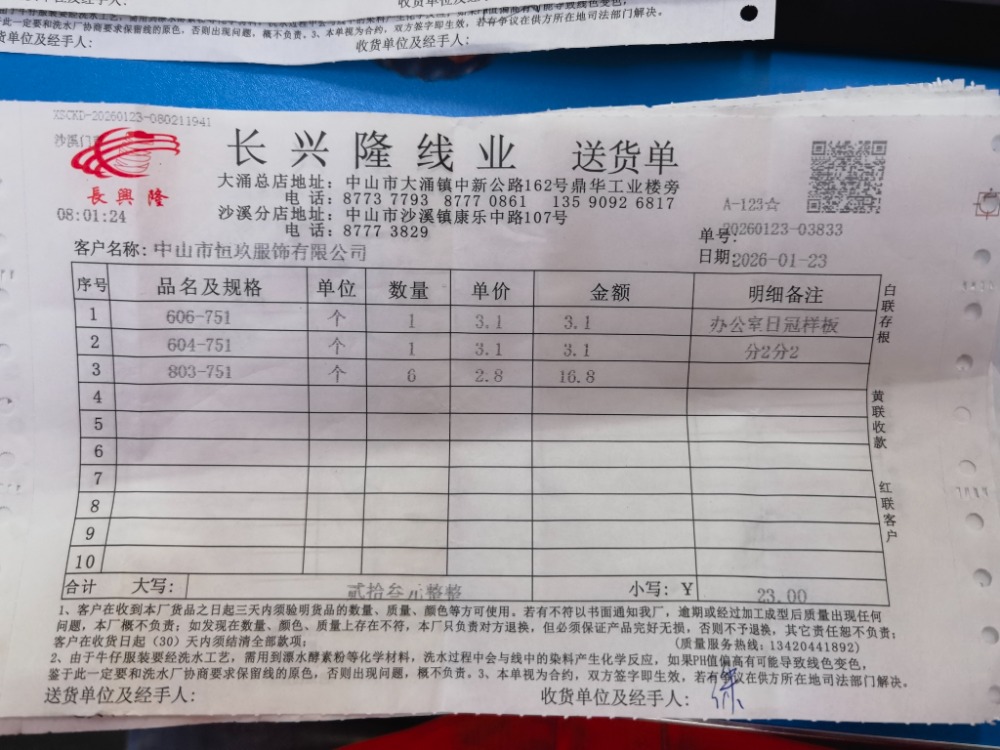 收货单位及经手人:
XSCKD-20260123-080211941
沙溪门
長興隆
08:01:24
长兴隆线业 送货单
大涌总店地址: 中山市大涌镇中新公路162号鼎华工业楼旁
电 话: 8773 7793 8777 0861 135 9092 6817
沙溪分店地址: 中山市沙溪镇康乐中路107号
电 话: 8777 3829
A-123☆
单号: 20260123-03833
客户名称: 中山市恒玖服饰有限公司
日期: 2026-01-23
序号 品名及规格 单位 数量 单价 金额 明细备注
1 606-751 个 1 3.1 3.1 办公室日冠样板
2 604-751 个 1 3.1 3.1 分2分2
3 803-751 个 6 2.8 16.8
4
5
6
7
8
9
10
白联存根
黄联收款
红联客户
合计 大写: 贰拾叁元整整 小写: ¥ 23.00
1、客户在收到本厂货品之日起三天内须验明货品的数量、质量、颜色等方可使用。若有不符以书面通知我厂，逾期或经过加工成型后质量出现任何
问题，本厂概不负责；如发现在数量、颜色、质量上存在不符，本厂只负责对方退换，但必须保证产品完好无损，否则不予退换，其它责任恕不负责；
客户在收货日起（30）天内须结清全部款项； (质量服务热线：13420441892)
2、由于牛仔服装要经洗水工艺，需用到漂水酵素粉等化学材料，洗水过程中会与线中的染料产生化学反应，如果PH值偏高有可能导致线色变色，
鉴于此一定要和洗水厂协商要求保留线的原色，否则出现问题，概不负责。3、本单视为合约，双方签字即生效，若有争议在供方所在地司法部门解决。
送货单位及经手人: 收货单位及经手人: